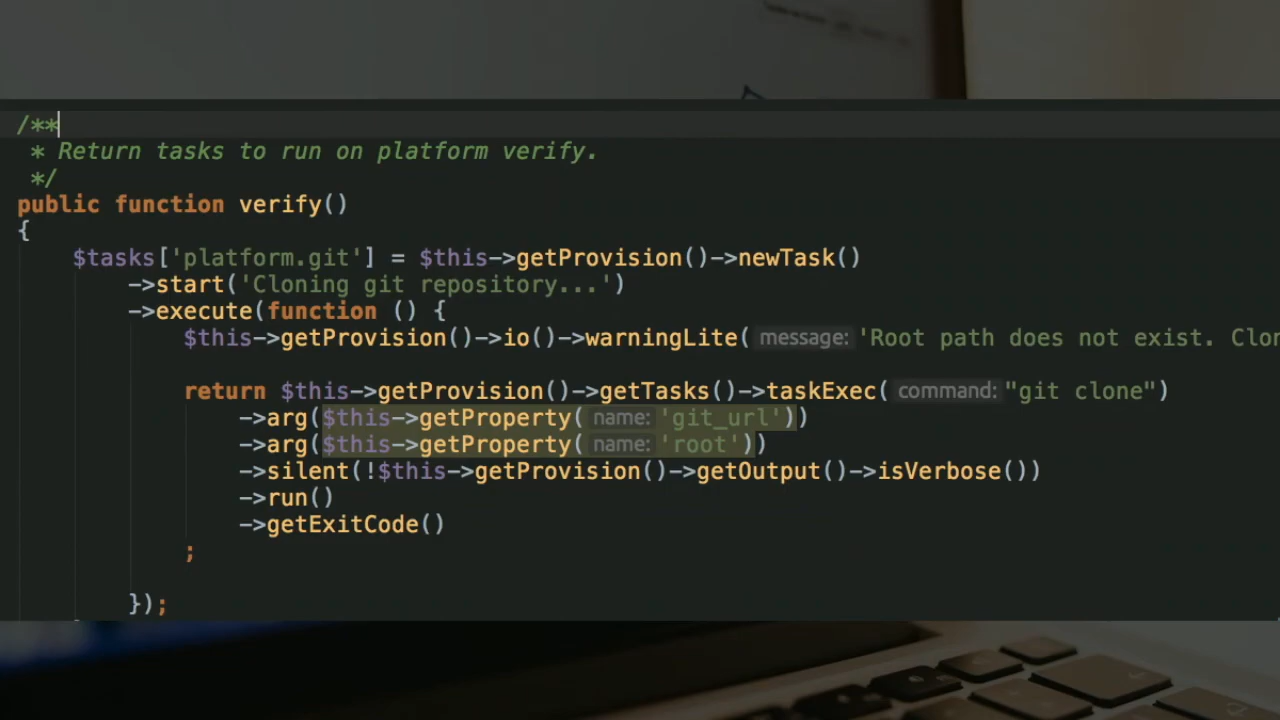 /**
 * Return tasks to run on platform verify.
 */
public function verify()
{
    $tasks['platform.git'] = $this->getProvision()->newTask()
        ->start('Cloning git repository...')
        ->execute(function () {
            $this->getProvision()->io()->warningLite( message: 'Root path does not exist. Clon
            return $this->getProvision()->getTasks()->taskExec( command: "git clone")
                ->arg($this->getProperty( name: 'git_url'))
                ->arg($this->getProperty( name: 'root'))
                ->silent(!$this->getProvision()->getOutput()->isVerbose())
                ->run()
                ->getExitCode()
            ;
        });